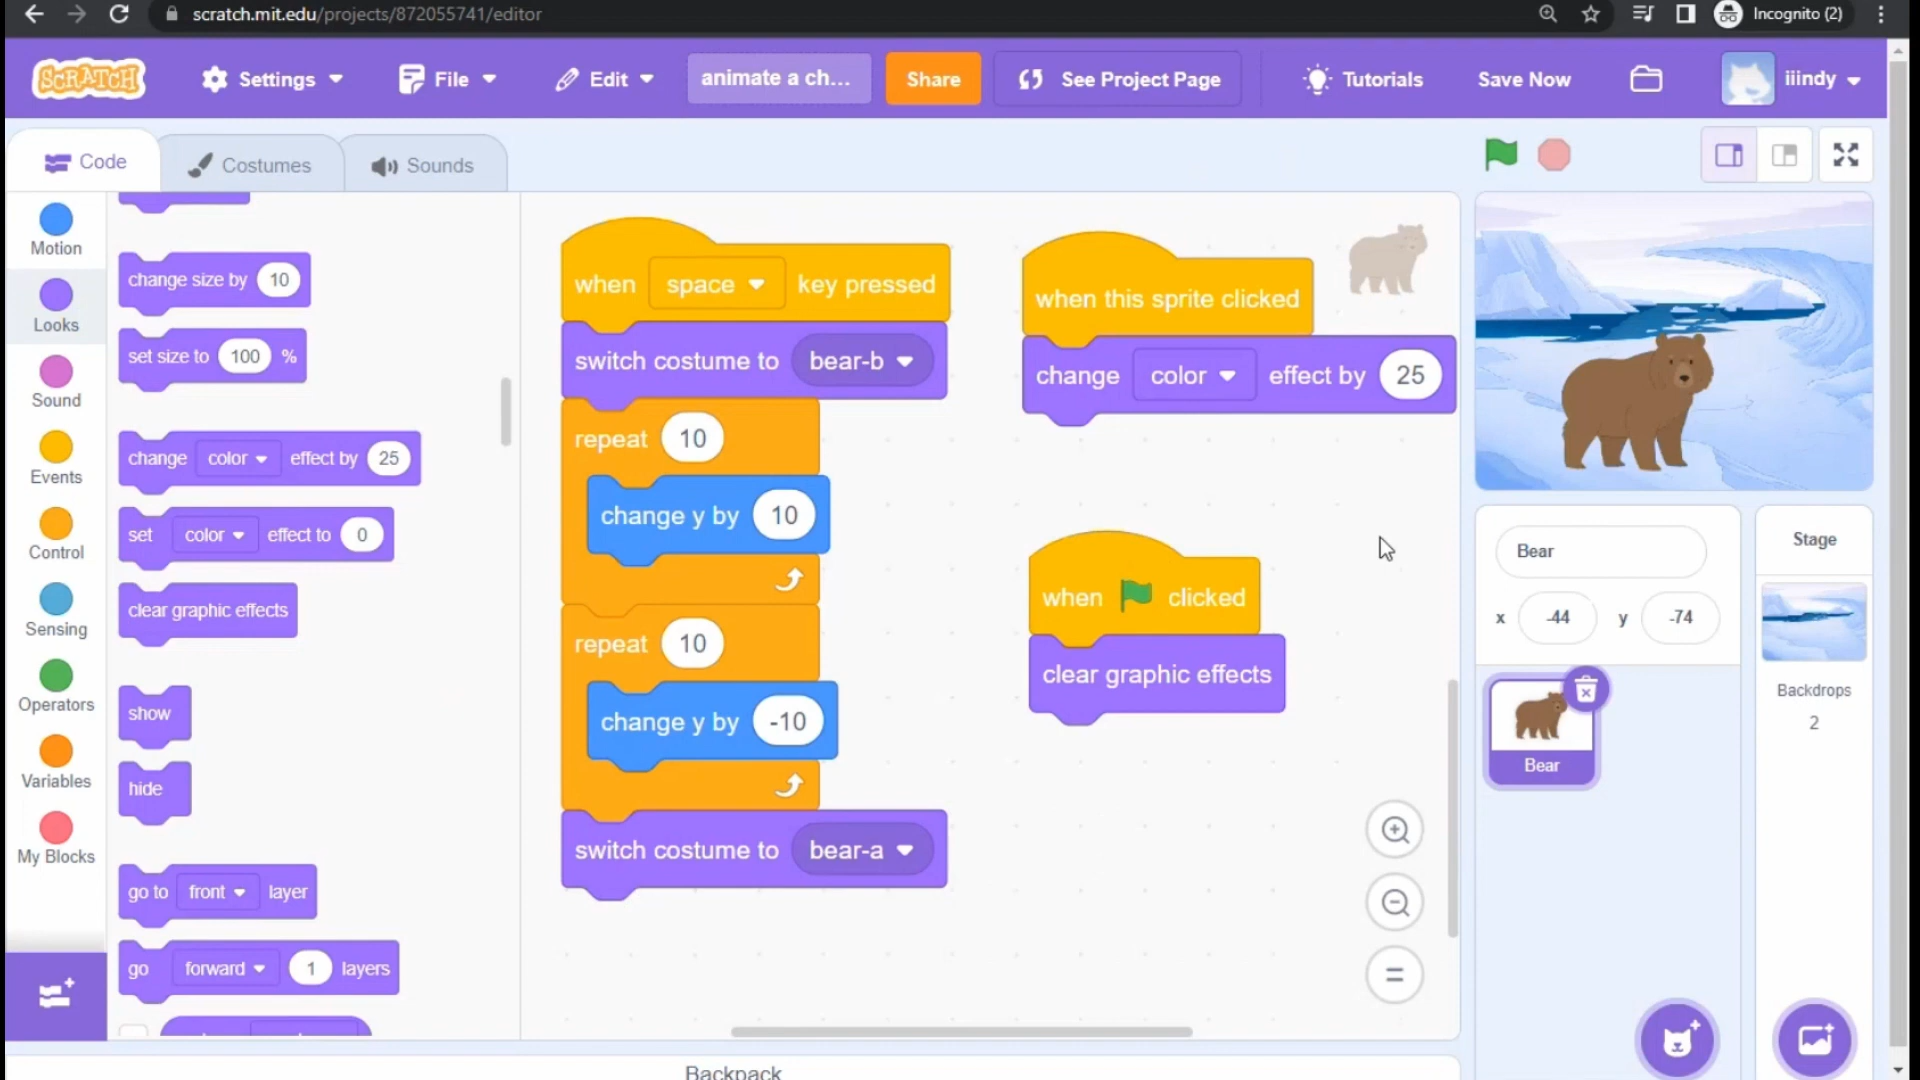 scratch.mit.edu/projects/872055741/editor
Incognito (2)
SCRATCH
Settings
File
Edit
animate a ch...
Share
See Project Page
Tutorials
Save Now
iiindy
Code
Costumes
Sounds
Motion
Looks
Sound
Events
Control
Sensing
Operators
Variables
My Blocks
change size by 10
set size to 100 %
change color effect by 25
set color effect to 0
clear graphic effects
show
hide
go to front layer
go forward 1 layers
when space key pressed
switch costume to bear-b
repeat 10
change y by 10
repeat 10
change y by -10
switch costume to bear-a
when this sprite clicked
change color effect by 25
when clicked
clear graphic effects
Bear
x -44 y -74
Bear
Stage
Backdrops
2
Backpack